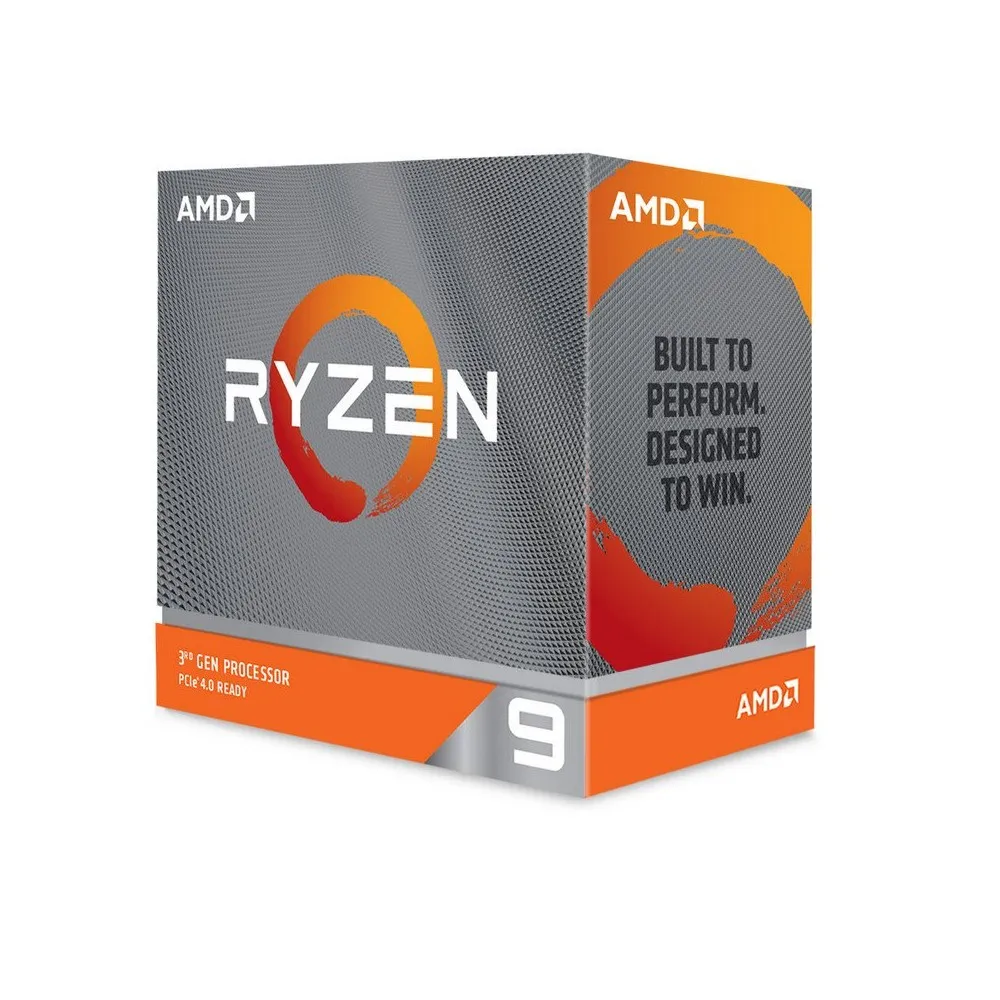 AMD
RYZEN
3RD GEN PROCESSOR
PCIe® 4.0 READY
9
AMD
BUILT TO
PERFORM.
DESIGNED
TO WIN.
AMD